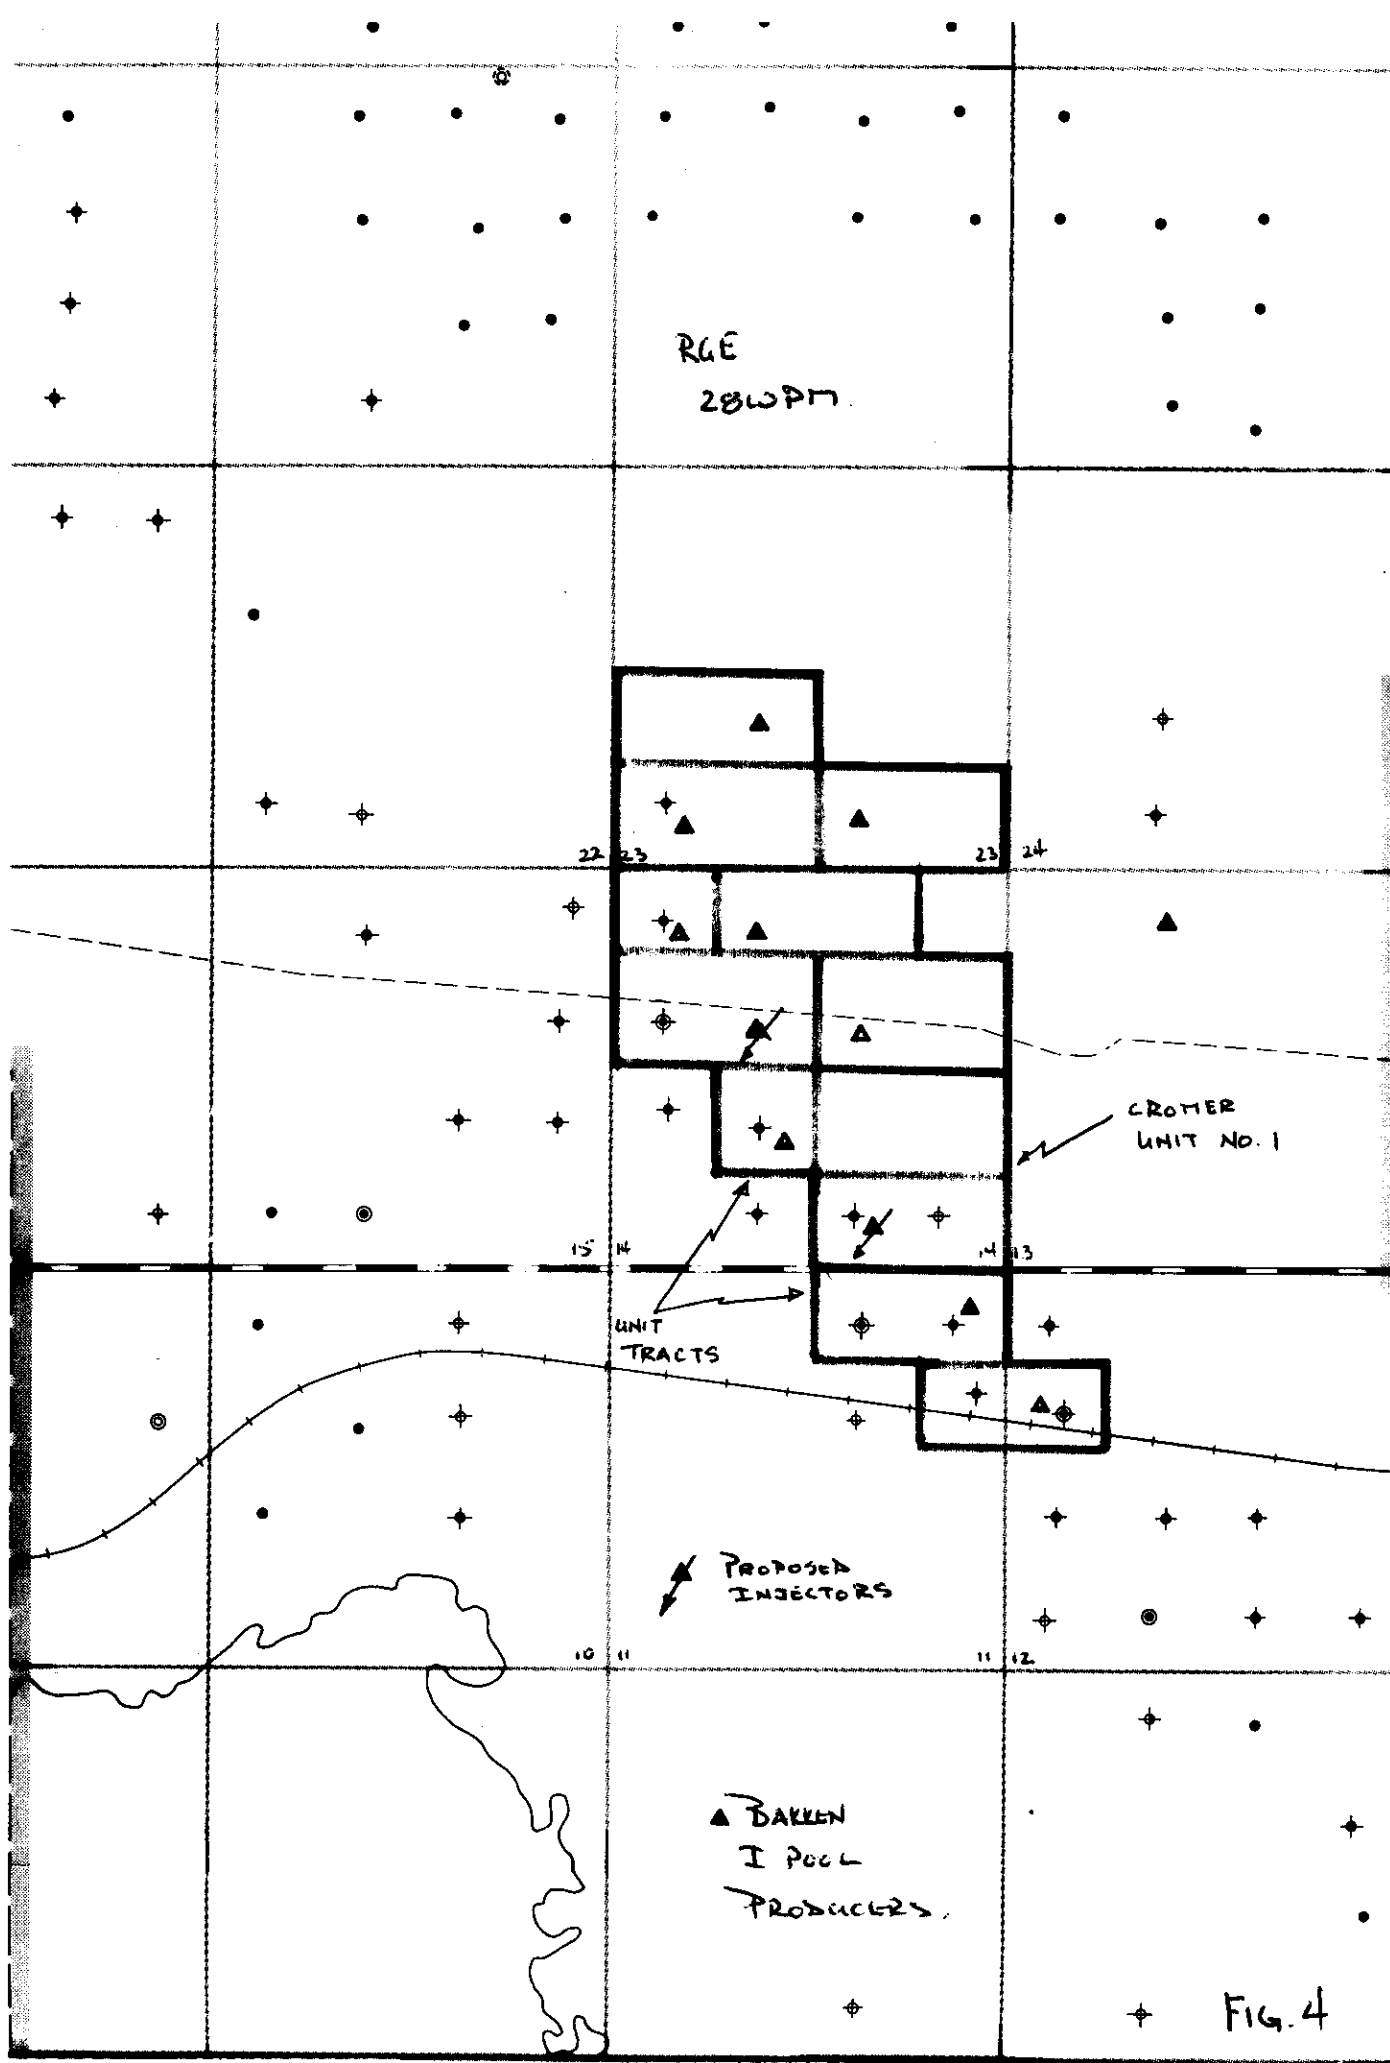 RGE
28WPM
22 23
23 24
CROMER
UNIT NO. 1
15 14
14 13
UNIT
TRACTS
PROPOSED
INJECTORS
10 11
11 12
BAKKEN
I POOL
PRODUCERS.
FIG. 4